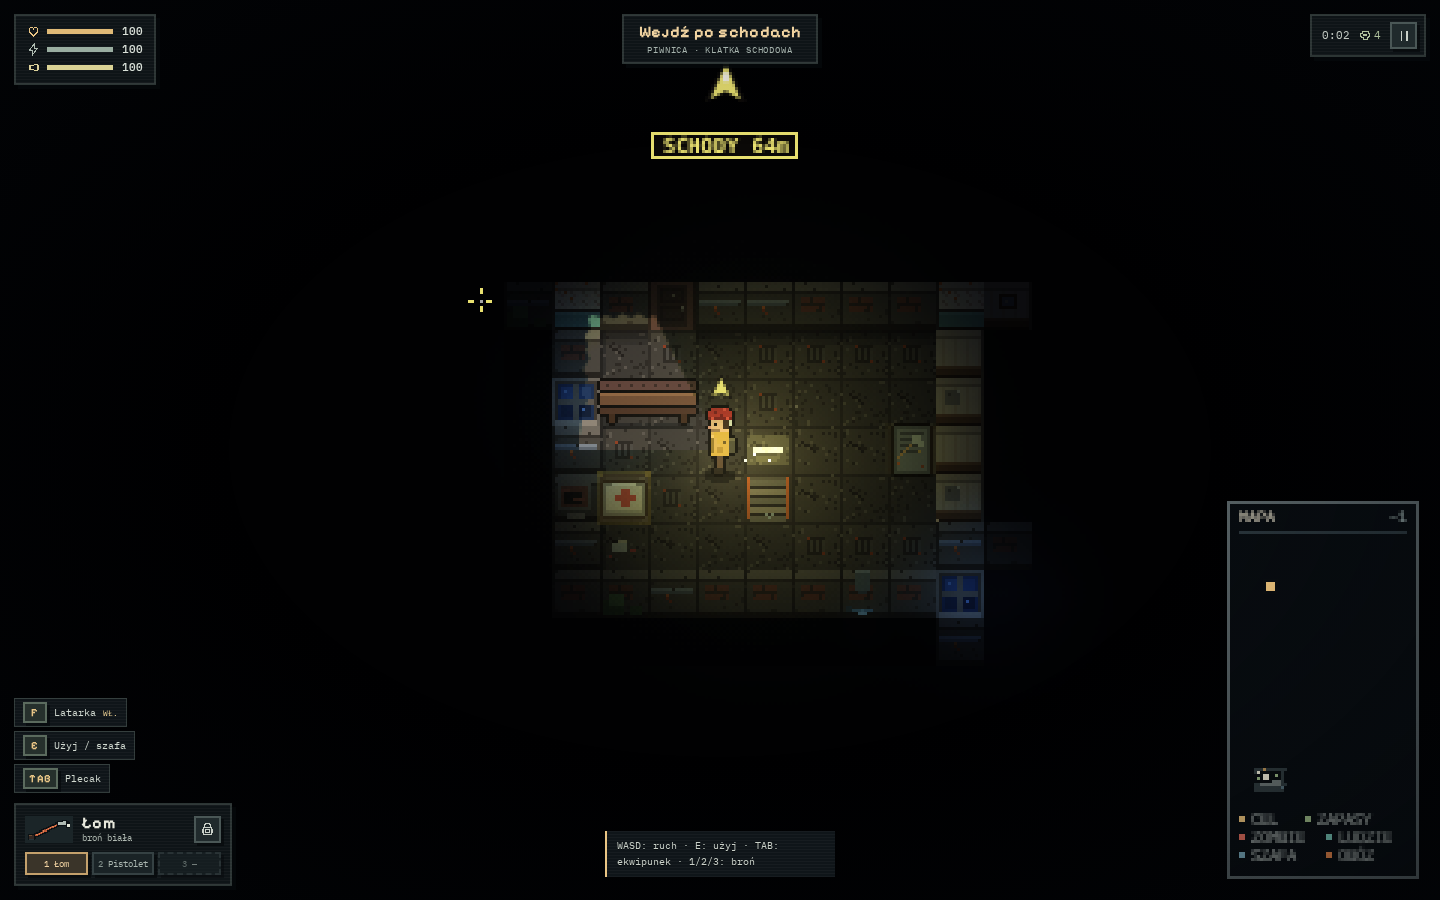 100
100
100
Wejdź po schodach
PIWNICA · KLATKA SCHODOWA
0:02 4
SCHODY 64m
MAPA -1
CEL ZAPASY
ZOMBIE LUDZIE
SZAFA OBÓZ
F Latarka WŁ.
E Użyj / szafa
TAB Plecak
Łom
broń biała
1 Łom 2 Pistolet 3 —
WASD: ruch · E: użyj · TAB:
ekwipunek · 1/2/3: broń